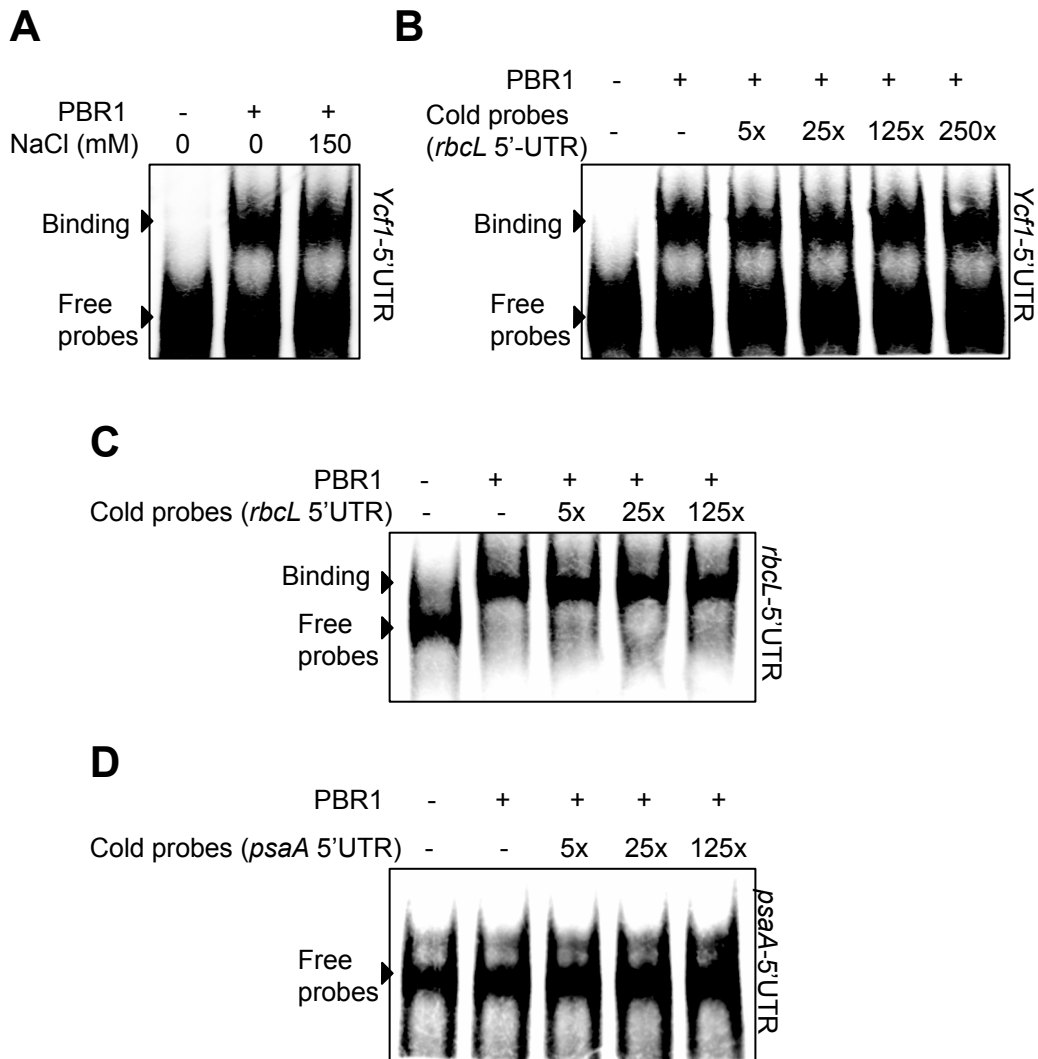 A
PBR1 - + +
NaCl (mM) 0 0 150
Binding
Free
probes
Ycf1-5'UTR
B
PBR1 - + + + + +
Cold probes
(rbcL 5'-UTR) - - 5x 25x 125x 250x
Binding
Free
probes
Ycf1-5'UTR
C
PBR1 - + + + +
Cold probes (rbcL 5'UTR) - - 5x 25x 125x
Binding
Free
probes
rbcL-5'UTR
D
PBR1 - + + + +
Cold probes (psaA 5'UTR) - - 5x 25x 125x
Free
probes
psaA-5'UTR